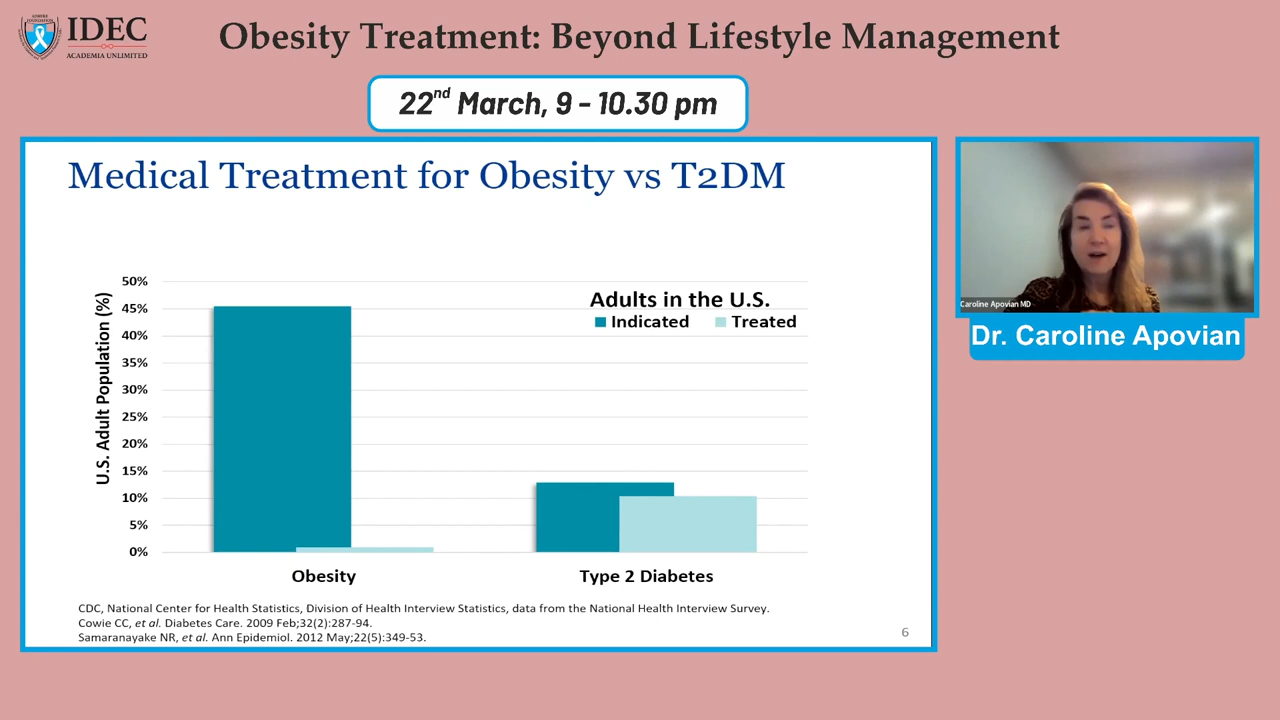 IDEC
ACADEMIA UNLIMITED
Obesity Treatment: Beyond Lifestyle Management
22nd March, 9 - 10.30 pm
Medical Treatment for Obesity vs T2DM
Adults in the U.S.
Indicated Treated
U.S. Adult Population (%)
50%
45%
40%
35%
30%
25%
20%
15%
10%
5%
0%
Obesity Type 2 Diabetes
CDC, National Center for Health Statistics, Division of Health Interview Statistics, data from the National Health Interview Survey.
Cowie CC, et al. Diabetes Care. 2009 Feb;32(2):287-94.
Samaranayake NR, et al. Ann Epidemiol. 2012 May;22(5):349-53.
6
Caroline Apovian MD
Dr. Caroline Apovian